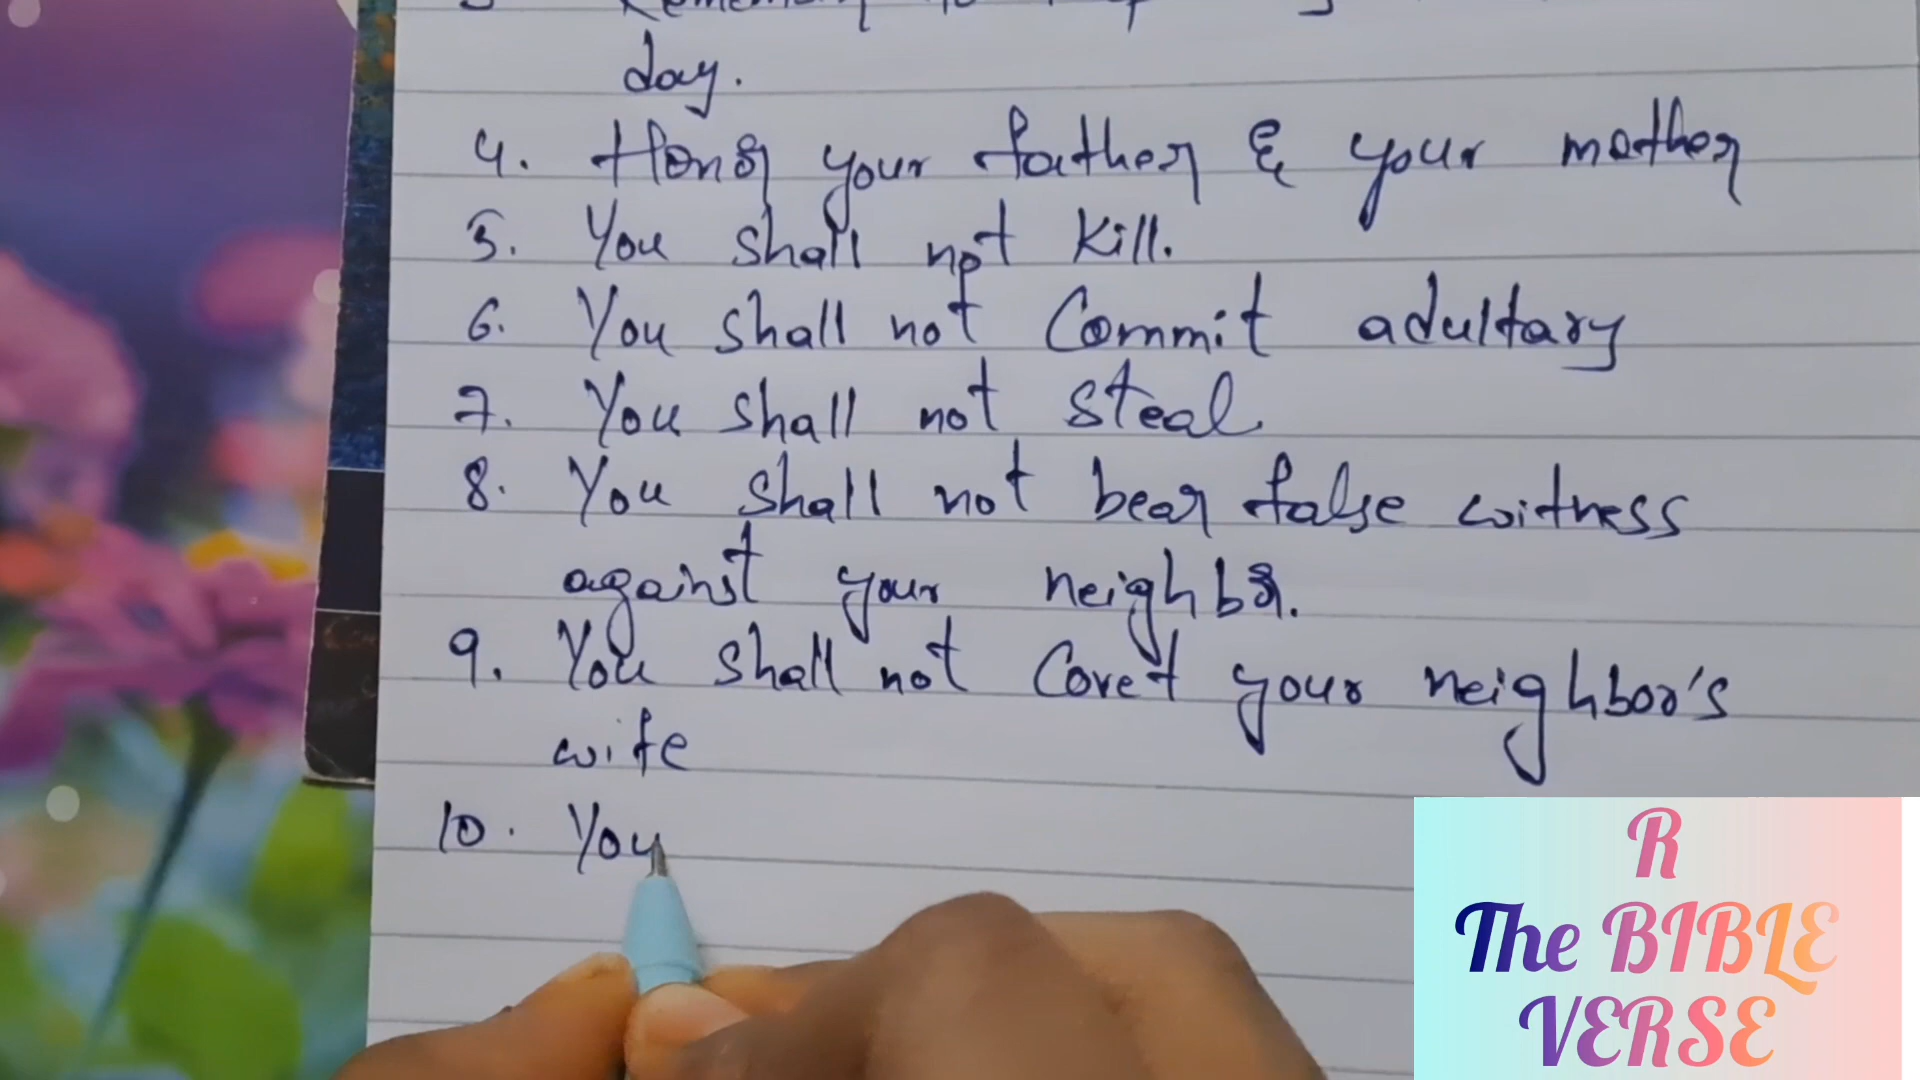 day.
4. Honor your father & your mother
5. You shall not kill.
6. You shall not Commit adultary
7. You shall not steal.
8. You shall not bear false witness
against your neighbor.
9. You shall not Covet your neighbor's
wife
10. You
R
The BIBLE
VERSE